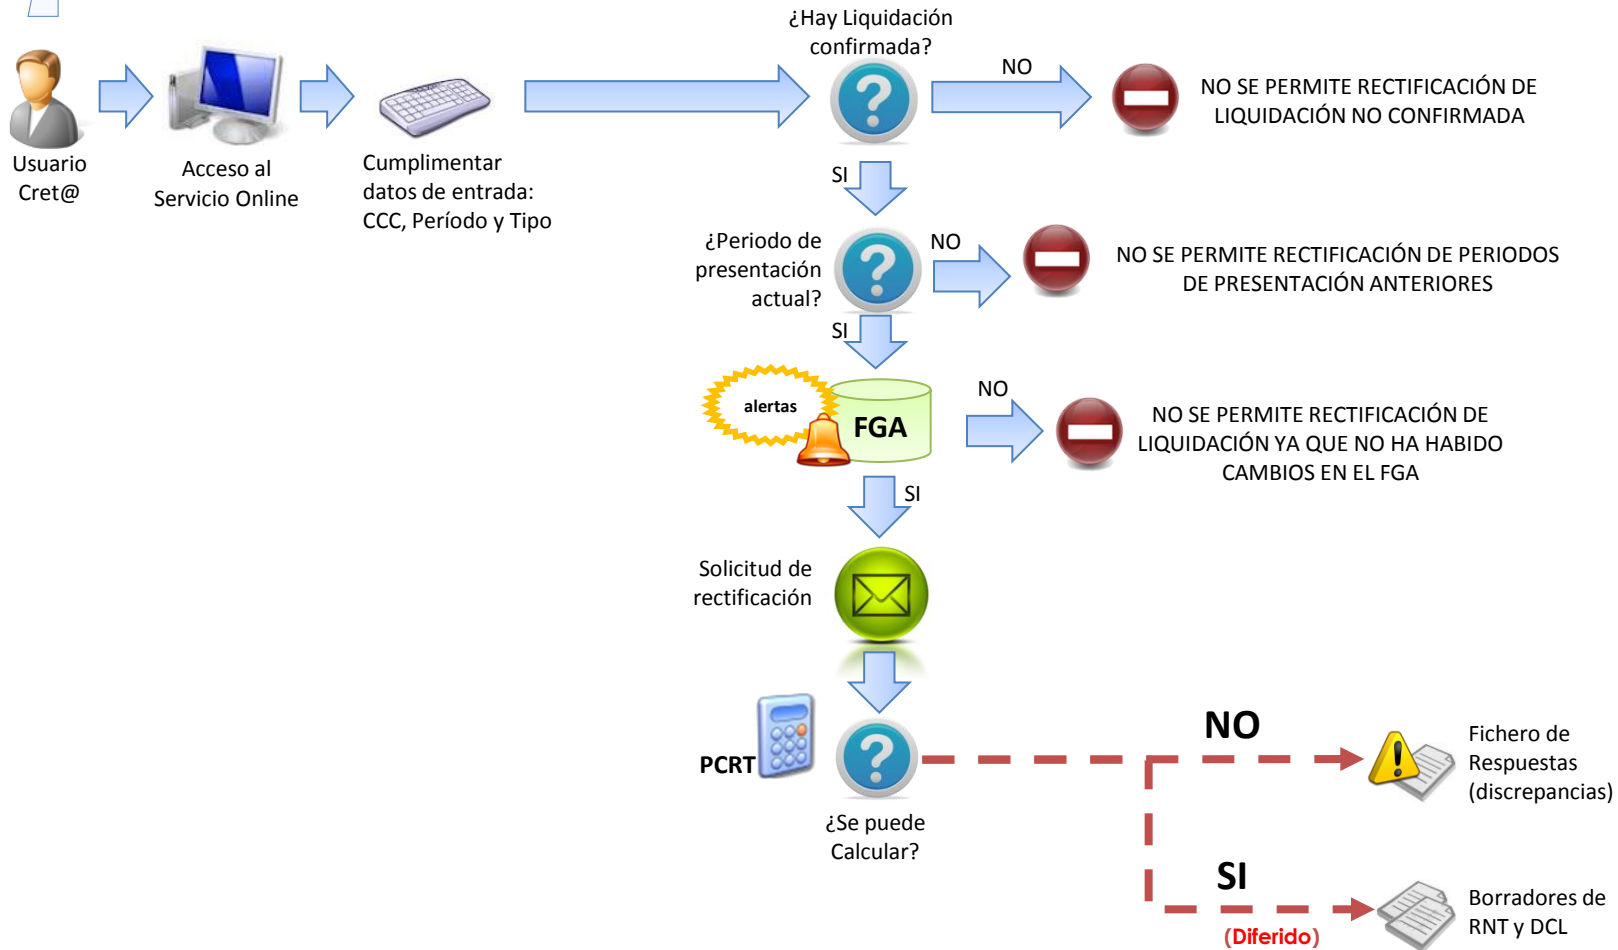 ¿Hay Liquidación
confirmada?
NO
NO SE PERMITE RECTIFICACIÓN DE
LIQUIDACIÓN NO CONFIRMADA
Usuario
Cret@
Acceso al
Servicio Online
Cumplimentar
datos de entrada:
CCC, Período y Tipo
SI
¿Periodo de
presentación
actual?
NO
NO SE PERMITE RECTIFICACIÓN DE PERIODOS
DE PRESENTACIÓN ANTERIORES
SI
alertas
FGA
NO
NO SE PERMITE RECTIFICACIÓN DE
LIQUIDACIÓN YA QUE NO HA HABIDO
CAMBIOS EN EL FGA
SI
Solicitud de
rectificación
PCRT
¿Se puede
Calcular?
NO
Fichero de
Respuestas
(discrepancias)
SI
(Diferido)
Borradores de
RNT y DCL